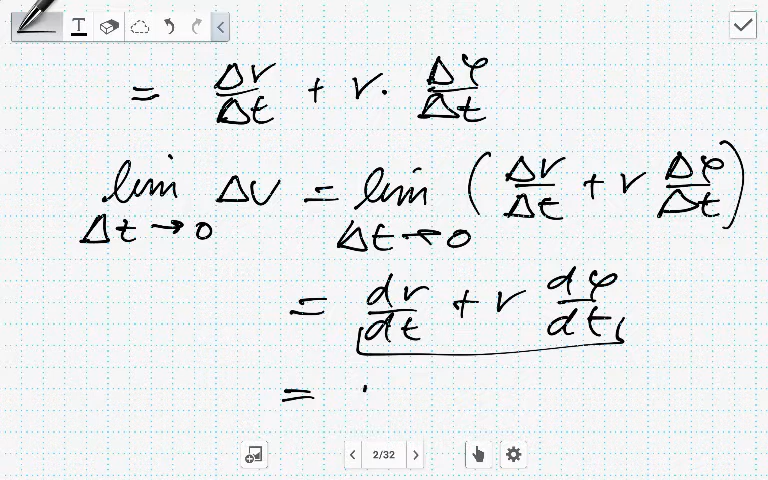 T
= Δr/Δt + r · Δφ/Δt
lim Δt→0 Δv = lim Δt→0 (Δr/Δt + r Δφ/Δt)
= dr/dt + r dφ/dt
= .
2/32